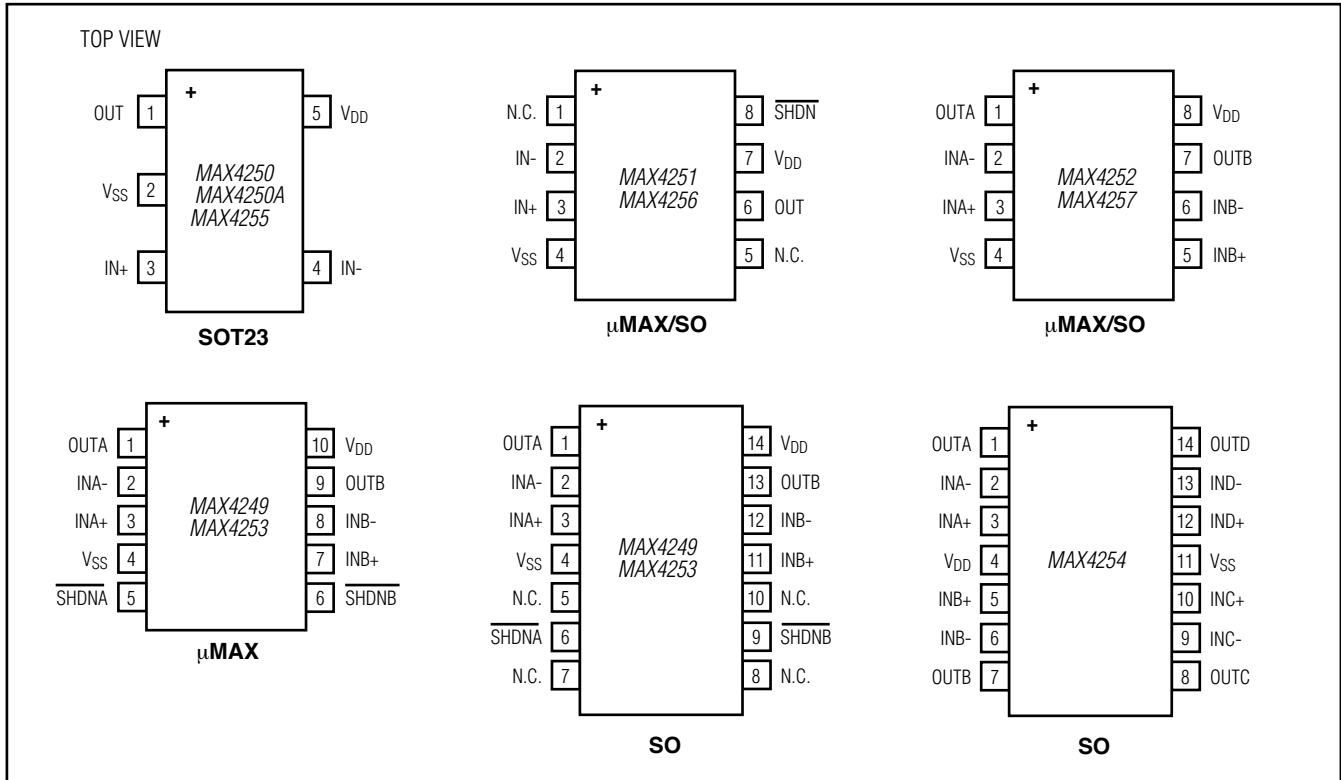 TOP VIEW
+
OUT 1
5 VDD
VSS 2
MAX4250
MAX4250A
MAX4255
IN+ 3
4 IN-
SOT23
+
N.C. 1
8 SHDN
IN- 2
7 VDD
MAX4251
MAX4256
IN+ 3
6 OUT
VSS 4
5 N.C.
μMAX/SO
+
OUTA 1
8 VDD
INA- 2
7 OUTB
MAX4252
MAX4257
INA+ 3
6 INB-
VSS 4
5 INB+
μMAX/SO
+
OUTA 1
10 VDD
INA- 2
9 OUTB
MAX4249
MAX4253
INA+ 3
8 INB-
VSS 4
7 INB+
SHDNA 5
6 SHDNB
μMAX
+
OUTA 1
14 VDD
INA- 2
13 OUTB
INA+ 3
12 INB-
MAX4249
MAX4253
VSS 4
11 INB+
N.C. 5
10 N.C.
SHDNA 6
9 SHDNB
N.C. 7
8 N.C.
SO
+
OUTA 1
14 OUTD
INA- 2
13 IND-
INA+ 3
12 IND+
VDD 4
MAX4254
11 VSS
INB+ 5
10 INC+
INB- 6
9 INC-
OUTB 7
8 OUTC
SO